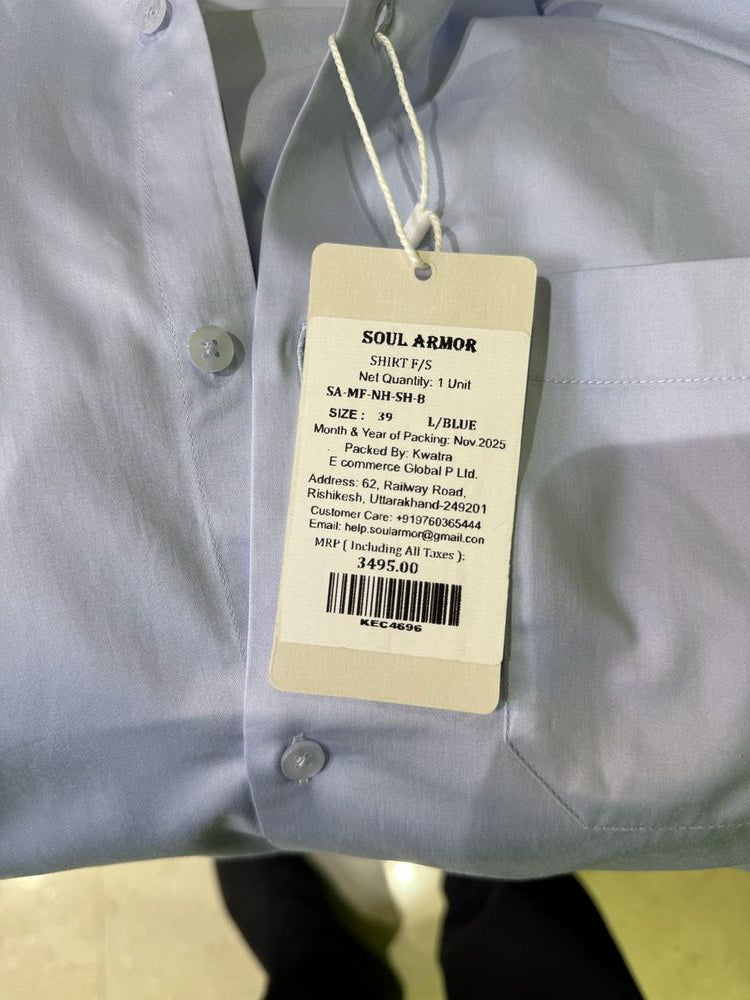 SOUL ARMOR
SHIRT F/S
Net Quantity: 1 Unit
SA-MF-NH-SH-8
SIZE : 39 L/BLUE
Month & Year of Packing: Nov.2025
Packed By: Kwatra
E commerce Global P Ltd.
Address: 62, Railway Road,
Rishikesh, Uttarakhand-249201
Customer Care: +919760365444
Email: help.soularmor@gmail.con
MRP ( Including All Taxes ):
3495.00
KEC4696